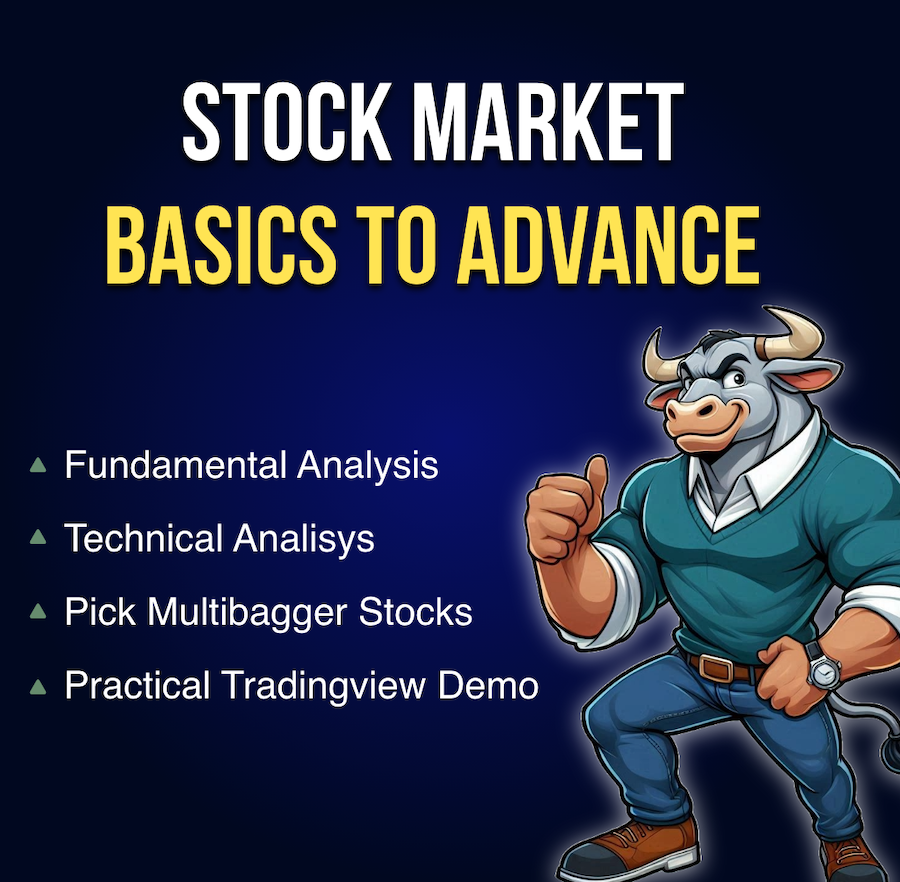 STOCK MARKET
BASICS TO ADVANCE
Fundamental Analysis
Technical Analisys
Pick Multibagger Stocks
Practical Tradingview Demo